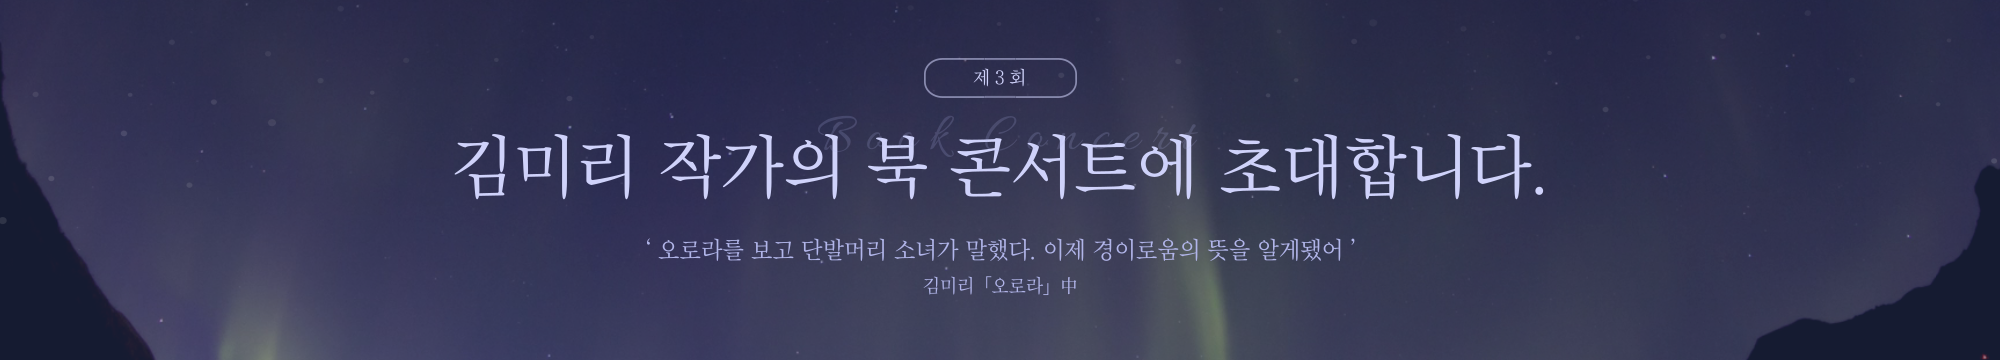 제 3 회
Book Concert
김미리 작가의 북 콘서트에 초대합니다.
‘ 오로라를 보고 단발머리 소녀가 말했다. 이제 경이로움의 뜻을 알게됐어 ’
김미리「오로라」中